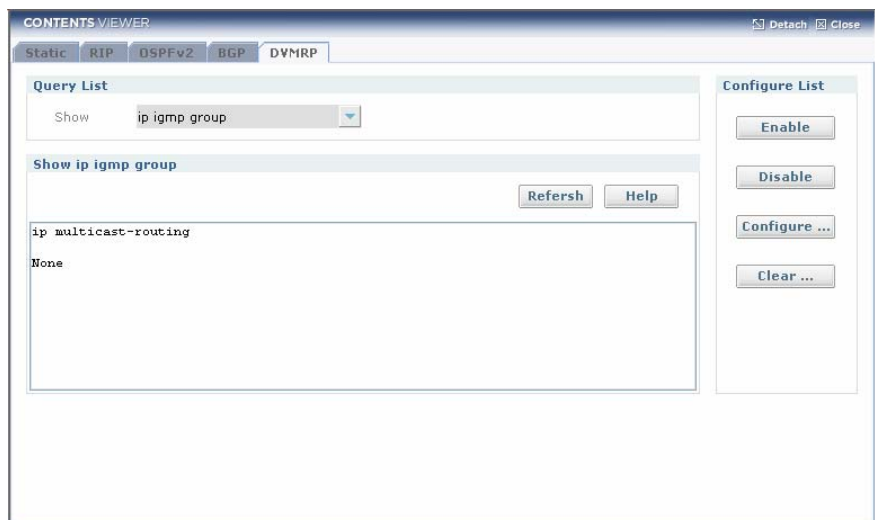 CONTENTS VIEWER
Detach Close
Static RIP OSPFv2 BGP DVMRP
Query List
Show ip igmp group
Show ip igmp group
Refersh Help
ip multicast-routing
None
Configure List
Enable
Disable
Configure ...
Clear ...